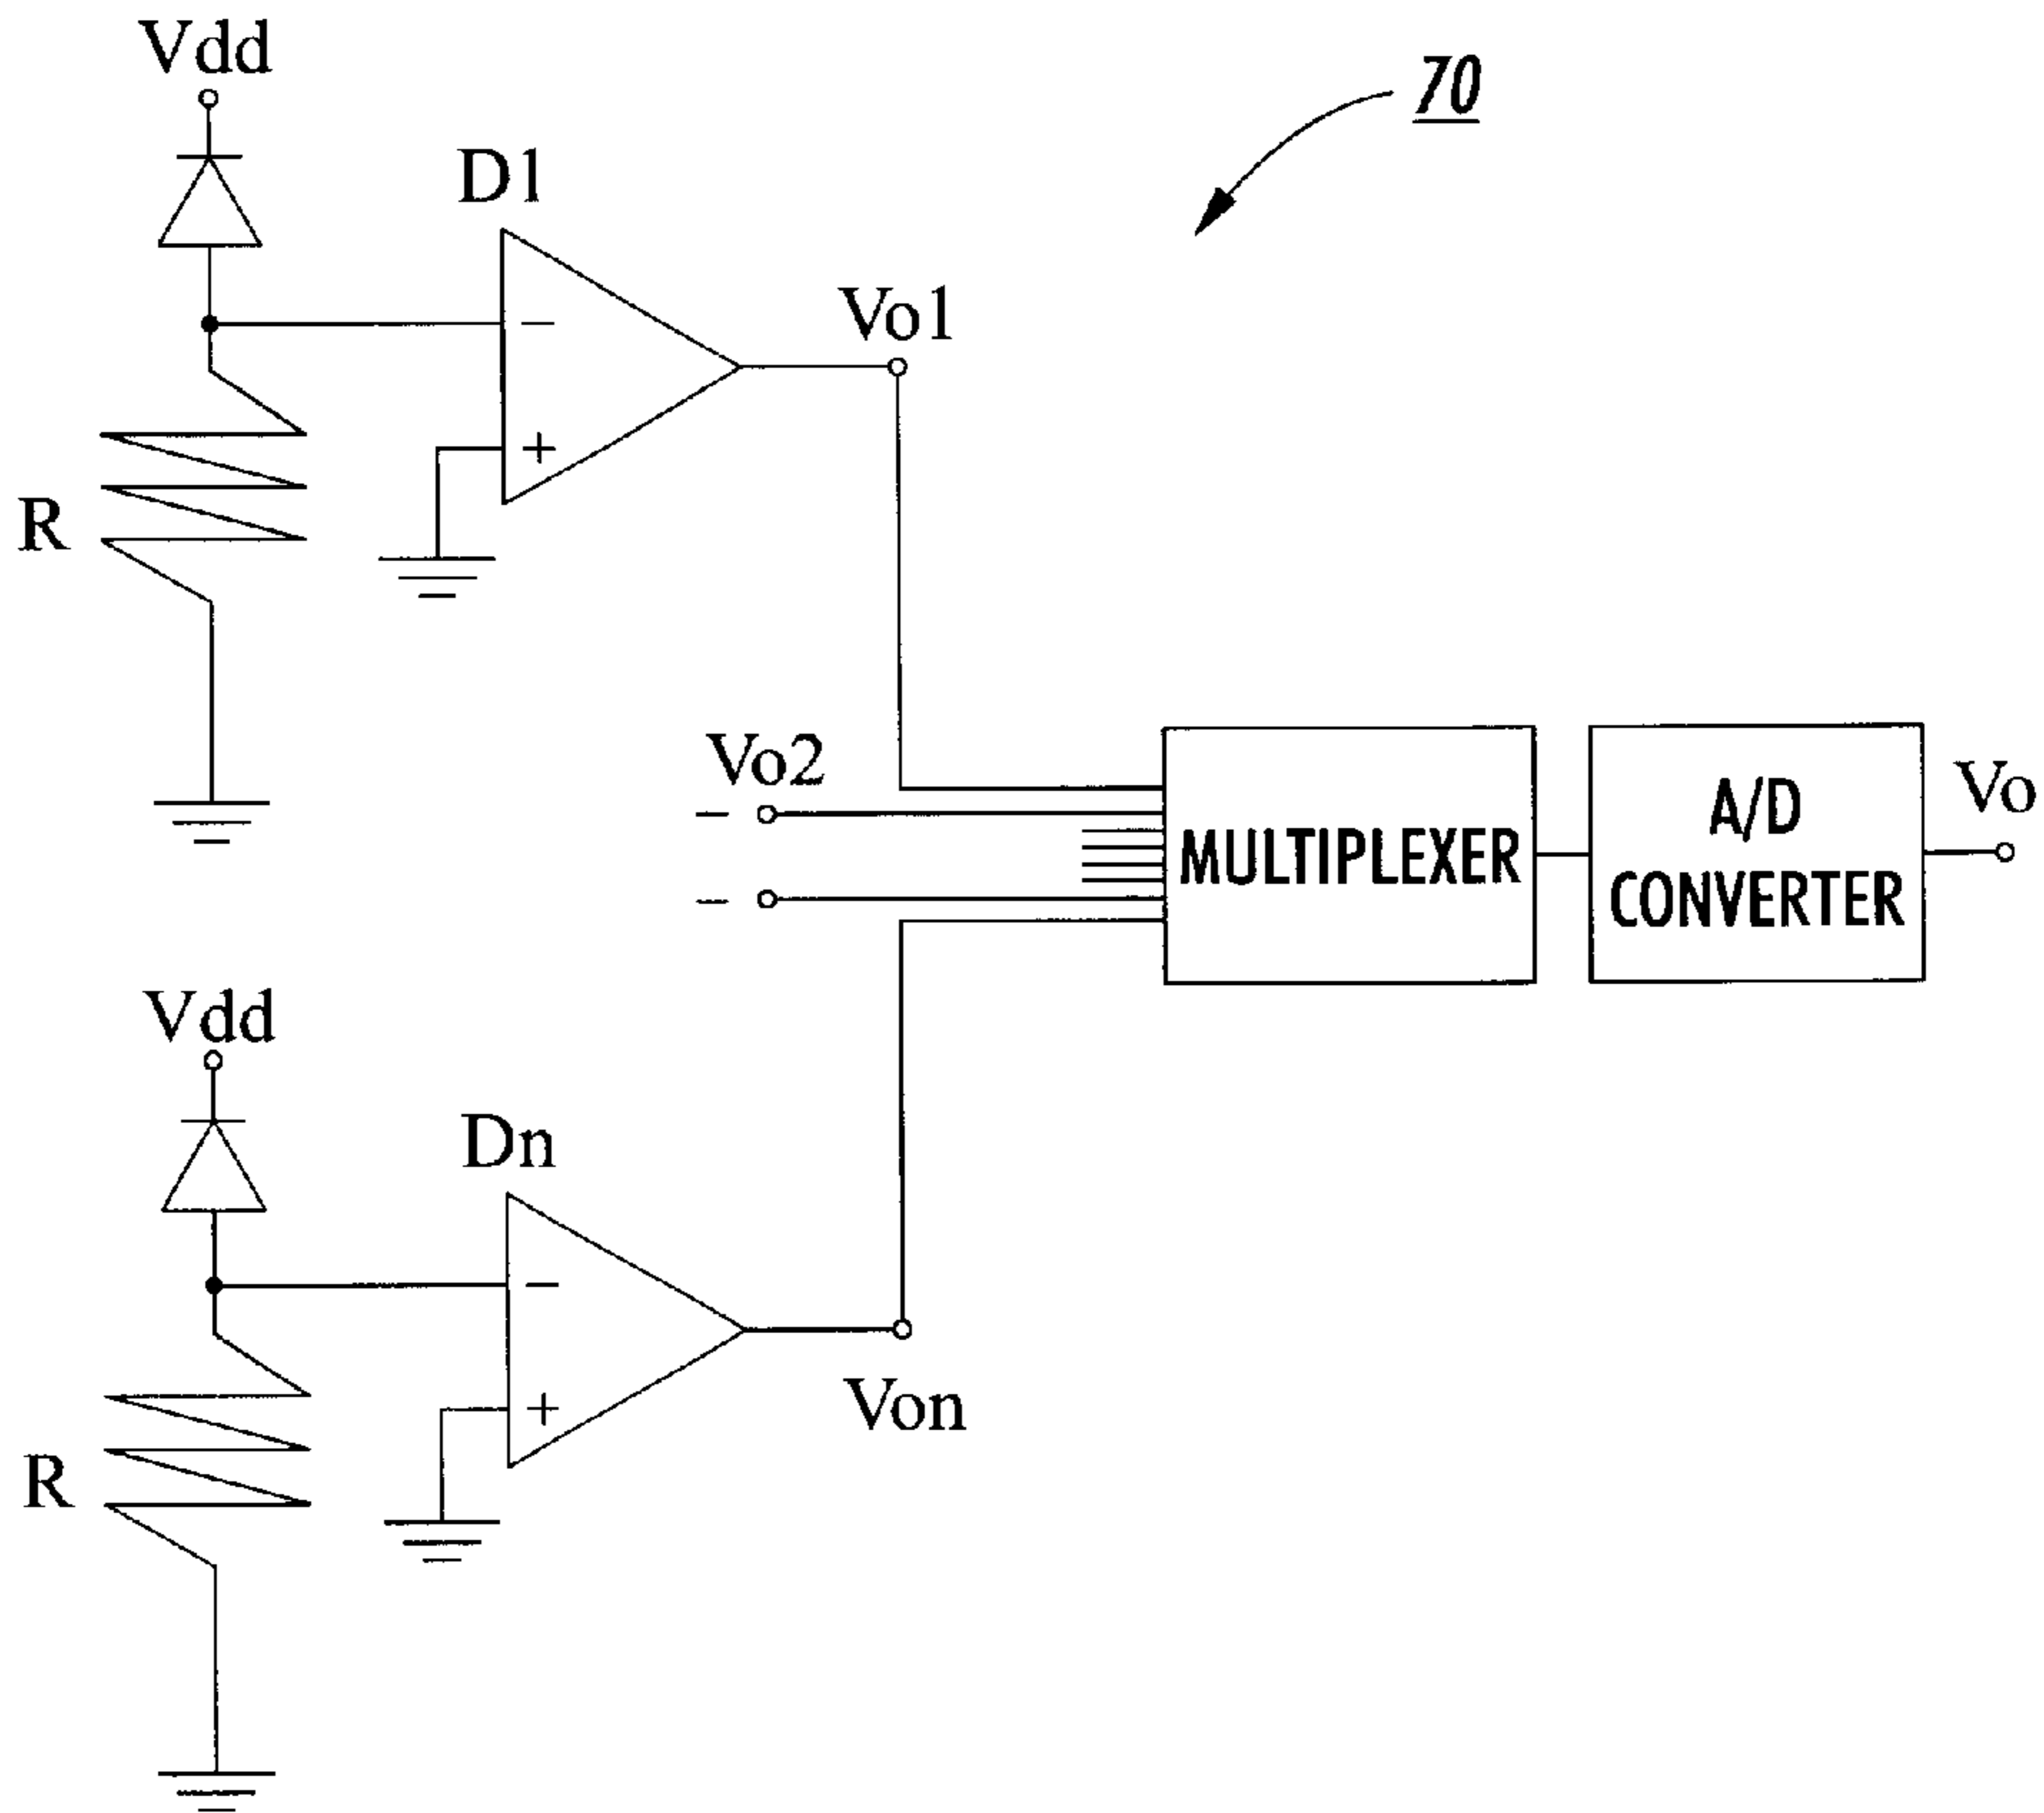 Vdd
70
D1
Vo1
−
+
R
Vo2
−
−
MULTIPLEXER
A/D
CONVERTER
Vo
Vdd
Dn
−
+
Von
R